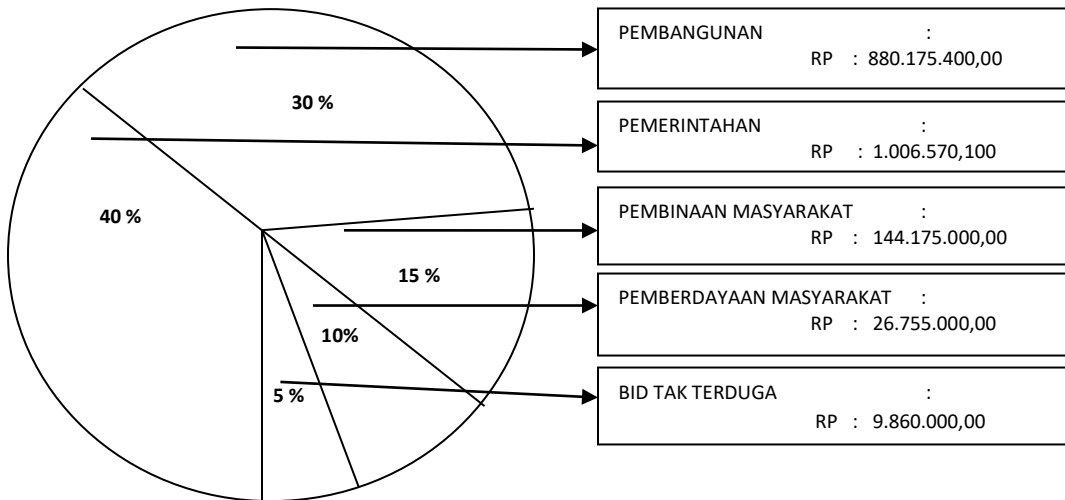 PEMBANGUNAN :
RP : 880.175.400,00
30 %
PEMERINTAHAN :
RP : 1.006.570,100
40 %
PEMBINAAN MASYARAKAT :
RP : 144.175.000,00
15 %
PEMBERDAYAAN MASYARAKAT :
RP : 26.755.000,00
10%
BID TAK TERDUGA :
RP : 9.860.000,00
5 %